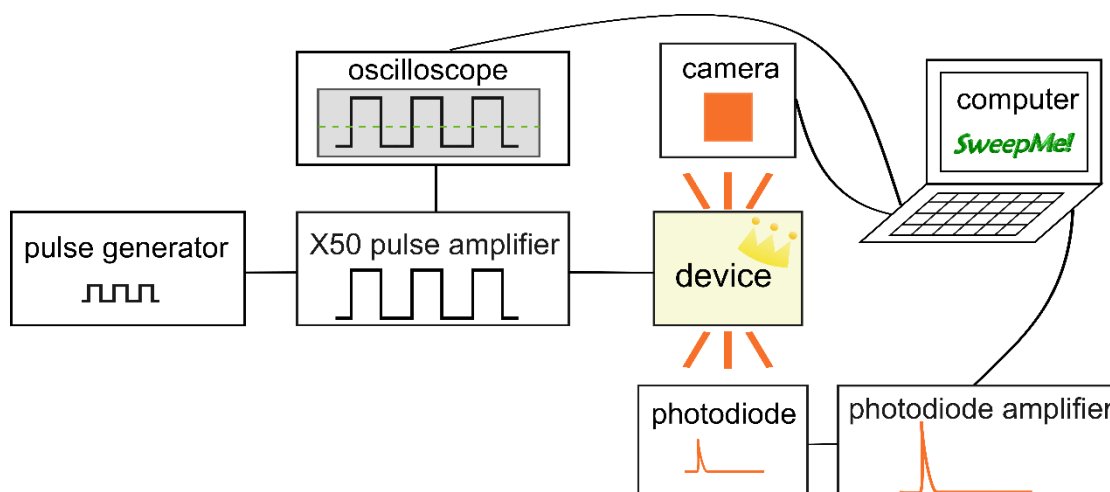 oscilloscope
camera
computer
SweepMe!
pulse generator
X50 pulse amplifier
device
photodiode
photodiode amplifier